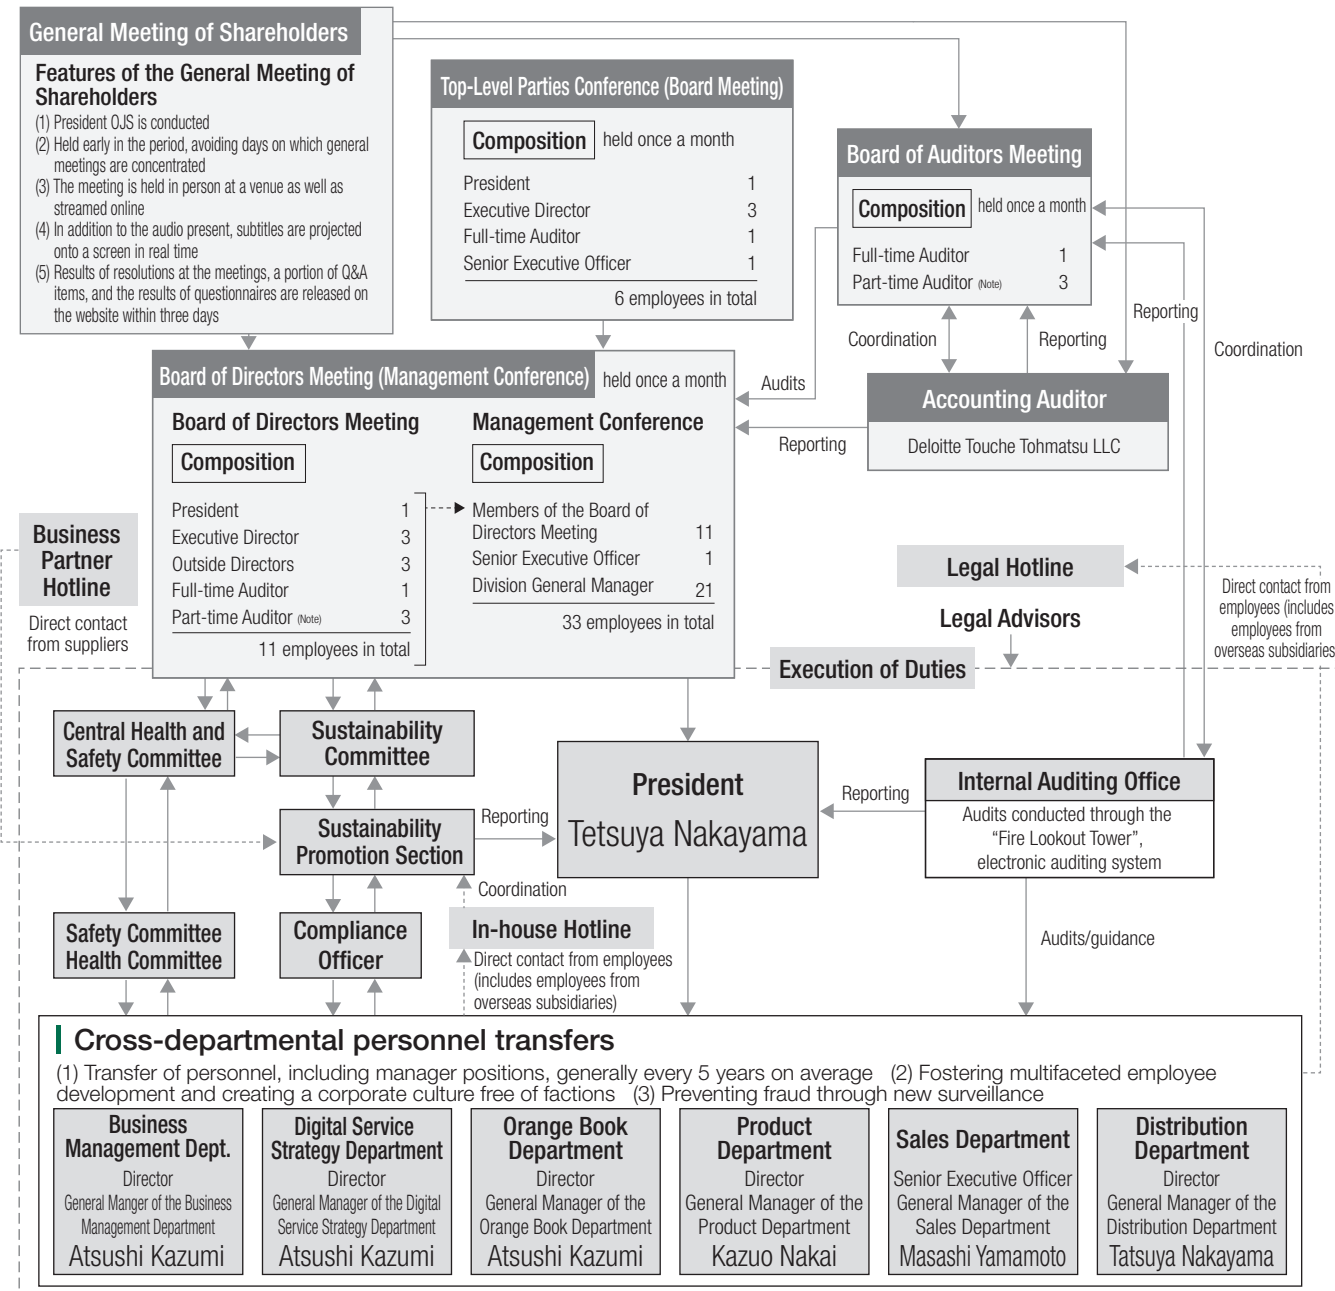 General Meeting of Shareholders
Features of the General Meeting of
Shareholders
(1) President OJS is conducted
(2) Held early in the period, avoiding days on which general
meetings are concentrated
(3) The meeting is held in person at a venue as well as
streamed online
(4) In addition to the audio present, subtitles are projected
onto a screen in real time
(5) Results of resolutions at the meetings, a portion of Q&A
items, and the results of questionnaires are released on
the website within three days
Top-Level Parties Conference (Board Meeting)
Composition held once a month
President 1
Executive Director 3
Full-time Auditor 1
Senior Executive Officer 1
6 employees in total
Board of Auditors Meeting
Composition held once a month
Full-time Auditor 1
Part-time Auditor (Note) 3
Coordination
Reporting
Reporting
Coordination
Accounting Auditor
Deloitte Touche Tohmatsu LLC
Audits
Reporting
Board of Directors Meeting (Management Conference) held once a month
Board of Directors Meeting
Composition
President 1
Executive Director 3
Outside Directors 3
Full-time Auditor 1
Part-time Auditor (Note) 3
11 employees in total
Management Conference
Composition
Members of the Board of
Directors Meeting 11
Senior Executive Officer 1
Division General Manager 21
33 employees in total
Business
Partner
Hotline
Direct contact
from suppliers
Legal Hotline
Legal Advisors
Direct contact from
employees (includes
employees from
overseas subsidiaries
Execution of Duties
Central Health and
Safety Committee
Sustainability
Committee
Sustainability
Promotion Section
Reporting
President
Tetsuya Nakayama
Reporting
Internal Auditing Office
Audits conducted through the
“Fire Lookout Tower”,
electronic auditing system
Coordination
Safety Committee
Health Committee
Compliance
Officer
In-house Hotline
Direct contact from employees
(includes employees from
overseas subsidiaries)
Audits/guidance
Cross-departmental personnel transfers
(1) Transfer of personnel, including manager positions, generally every 5 years on average (2) Fostering multifaceted employee
development and creating a corporate culture free of factions (3) Preventing fraud through new surveillance
Business
Management Dept.
Director
General Manger of the Business
Management Department
Atsushi Kazumi
Digital Service
Strategy Department
Director
General Manager of the Digital
Service Strategy Department
Atsushi Kazumi
Orange Book
Department
Director
General Manager of the
Orange Book Department
Atsushi Kazumi
Product
Department
Director
General Manager of the
Product Department
Kazuo Nakai
Sales Department
Senior Executive Officer
General Manager of the
Sales Department
Masashi Yamamoto
Distribution
Department
Director
General Manager of the
Distribution Department
Tatsuya Nakayama